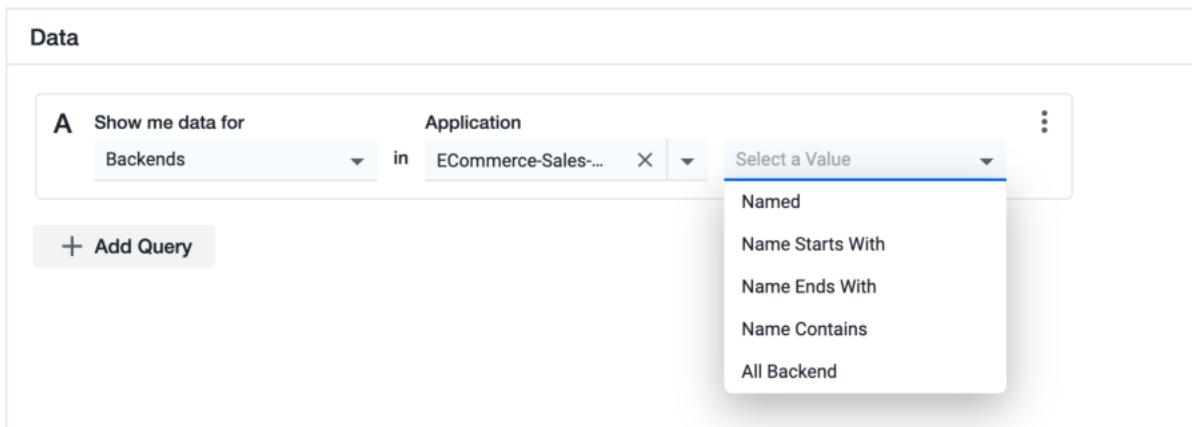 Data
A Show me data for Application
Backends in ECommerce-Sales-... Select a Value
Named
Name Starts With
+ Add Query
Name Ends With
Name Contains
All Backend